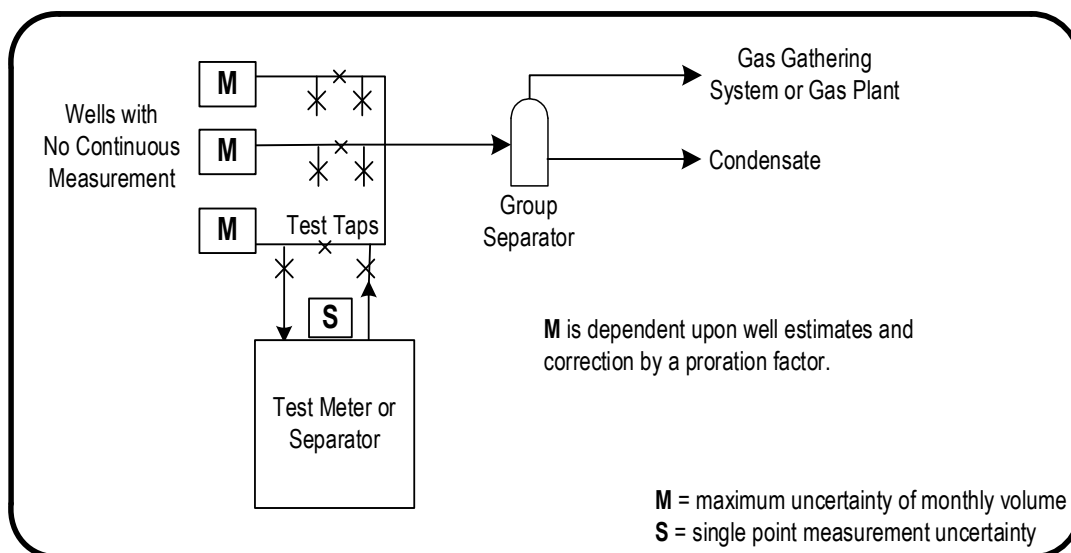 Gas Gathering
System or Gas Plant
M
Wells with
No Continuous
Measurement
M
Condensate
Group
Separator
M
Test Taps
S
M is dependent upon well estimates and
correction by a proration factor.
Test Meter or
Separator
M = maximum uncertainty of monthly volume
S = single point measurement uncertainty